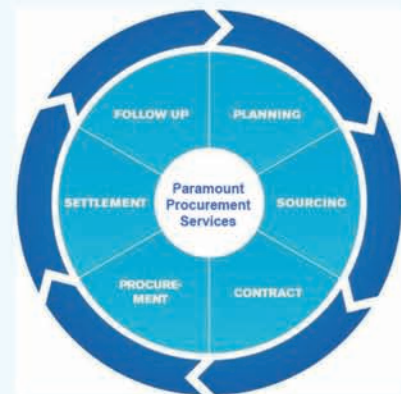 FOLLOW UP
PLANNING
SETTLEMENT
Paramount
Procurement
Services
SOURCING
PROCURE-
MENT
CONTRACT